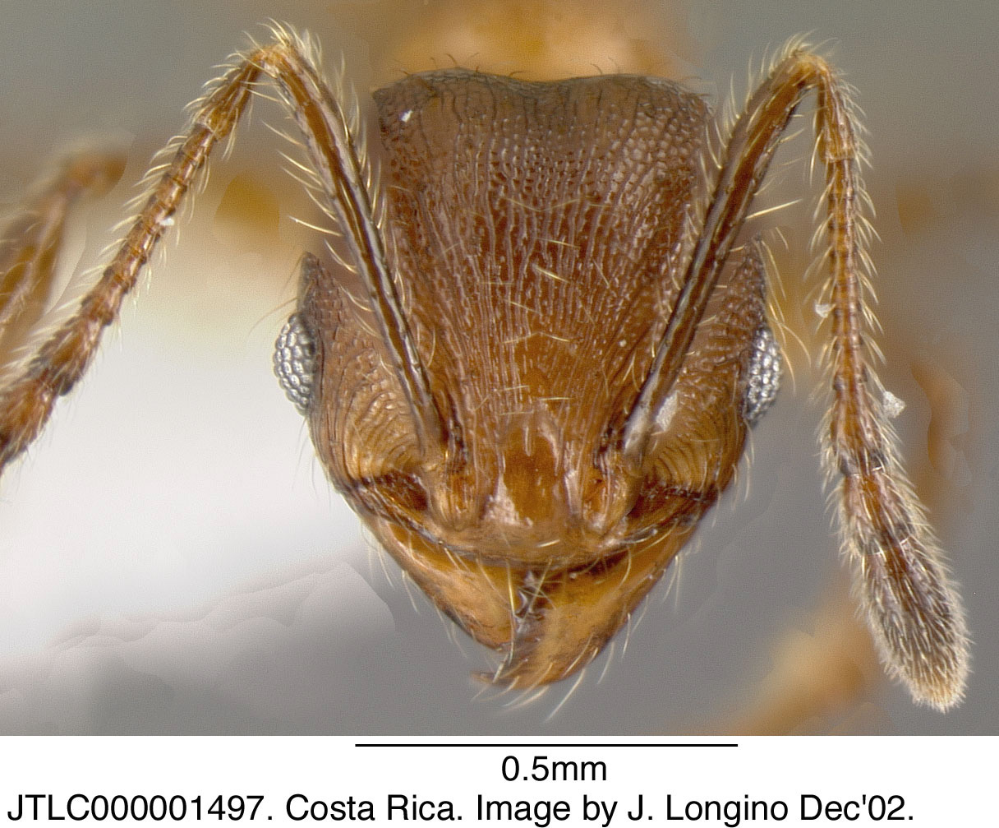 0.5mm
JTLC000001497. Costa Rica. Image by J. Longino Dec'02.